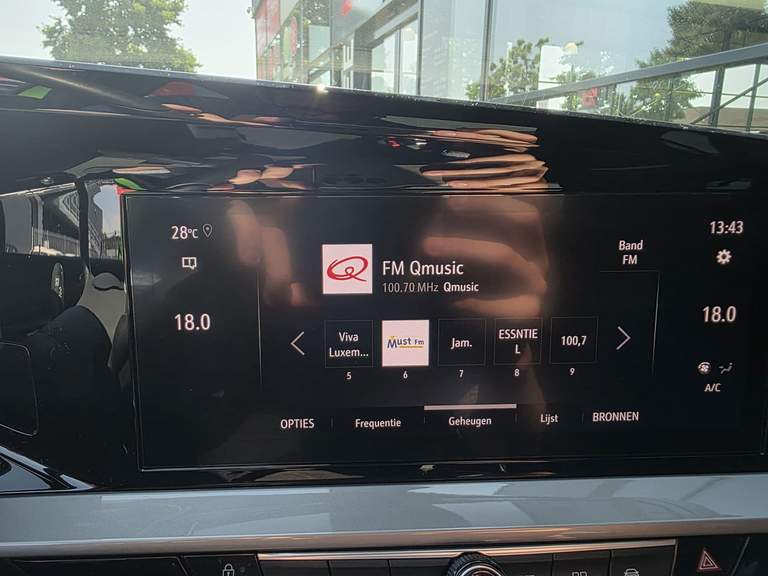 28°C
13:43
FM Qmusic
100.70 MHz Qmusic
Band
FM
18.0
18.0
Viva
Luxem...
Must Fm
Jam.
ESSNTIE
L
100,7
5
6
7
8
9
A/C
OPTIES
Frequentie
Geheugen
Lijst
BRONNEN